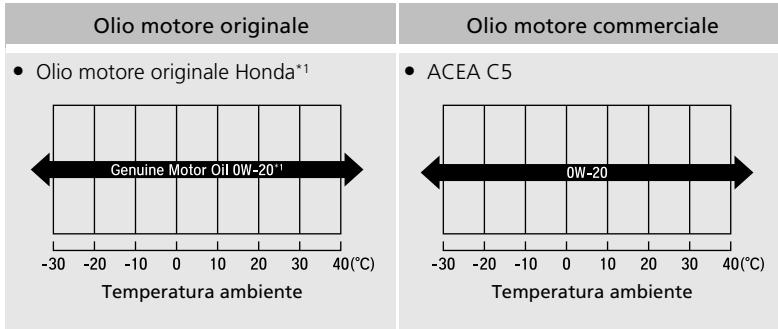 Olio motore originale
Olio motore commerciale
• Olio motore originale Honda*1
Genuine Motor Oil 0W-20*1
-30 -20 -10 0 10 20 30 40(°C)
Temperatura ambiente
• ACEA C5
0W-20
-30 -20 -10 0 10 20 30 40(°C)
Temperatura ambiente